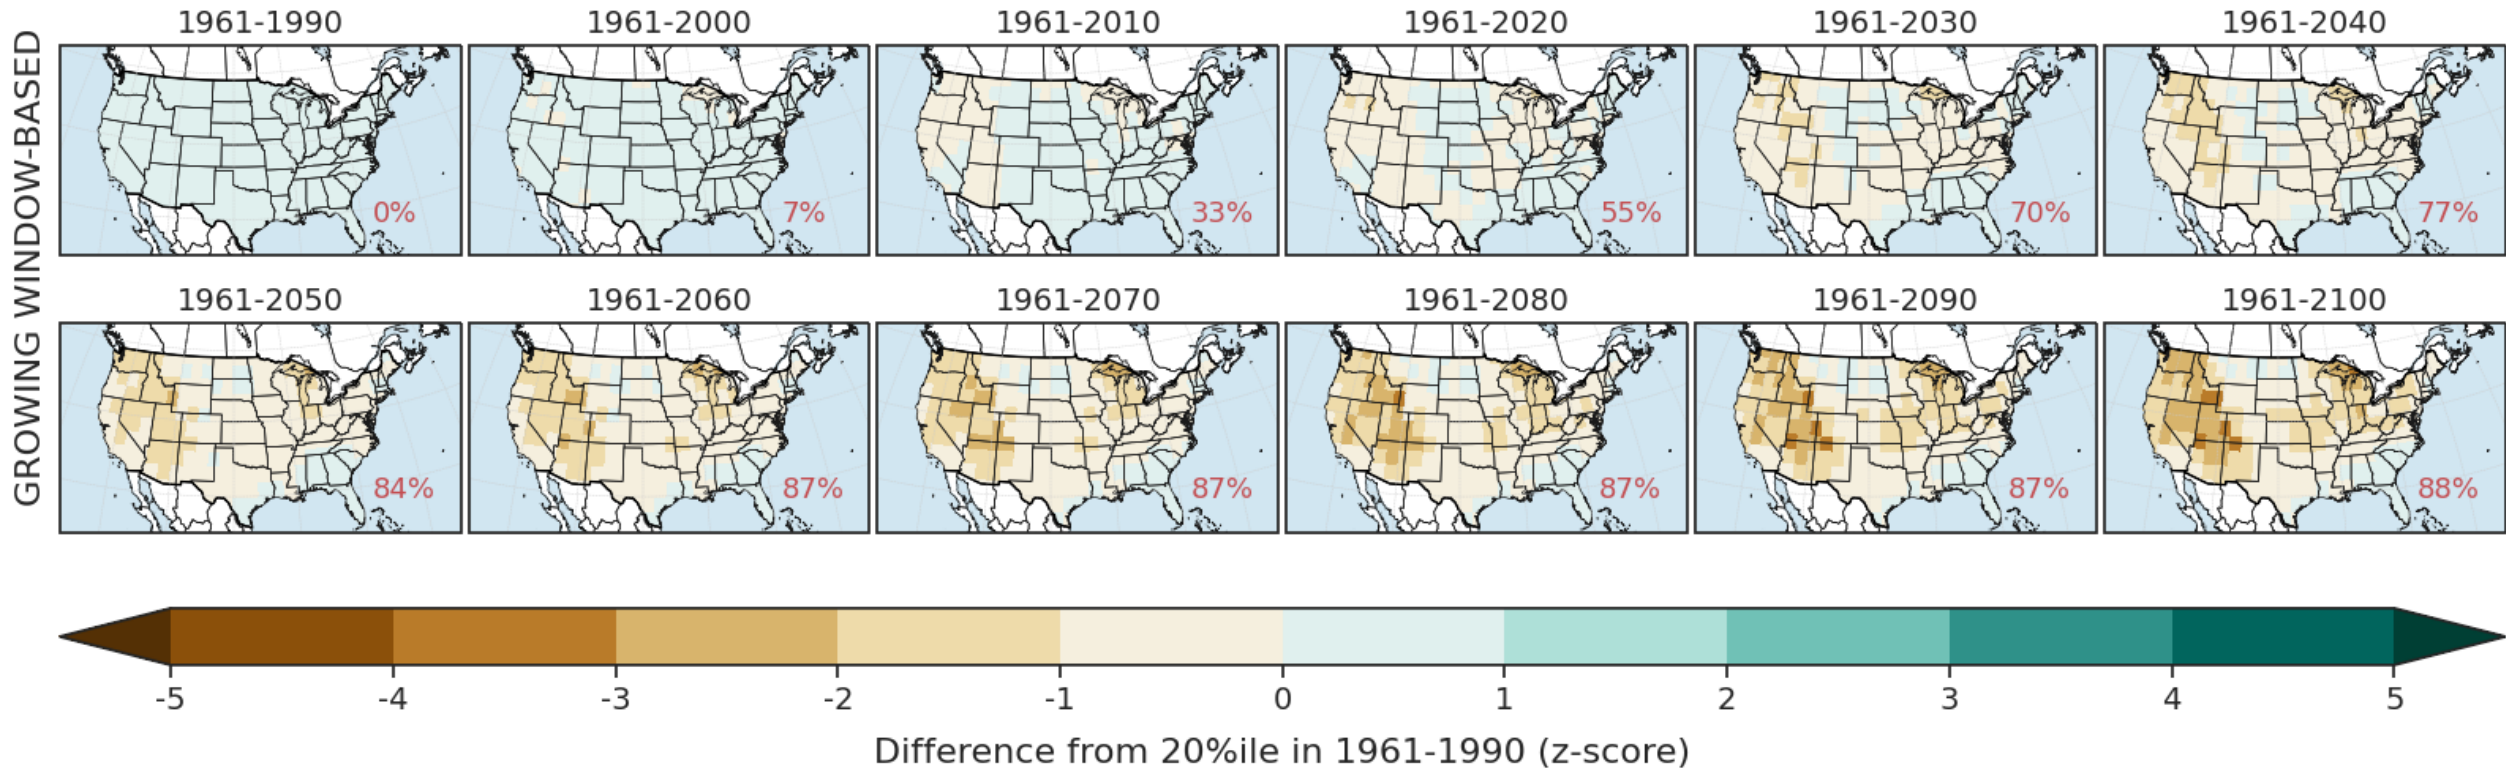 GROWING WINDOW-BASED
1961-1990 1961-2000 1961-2010 1961-2020 1961-2030 1961-2040
0% 7% 33% 55% 70% 77%
1961-2050 1961-2060 1961-2070 1961-2080 1961-2090 1961-2100
84% 87% 87% 87% 87% 88%
-5 -4 -3 -2 -1 0 1 2 3 4 5
Difference from 20%ile in 1961-1990 (z-score)